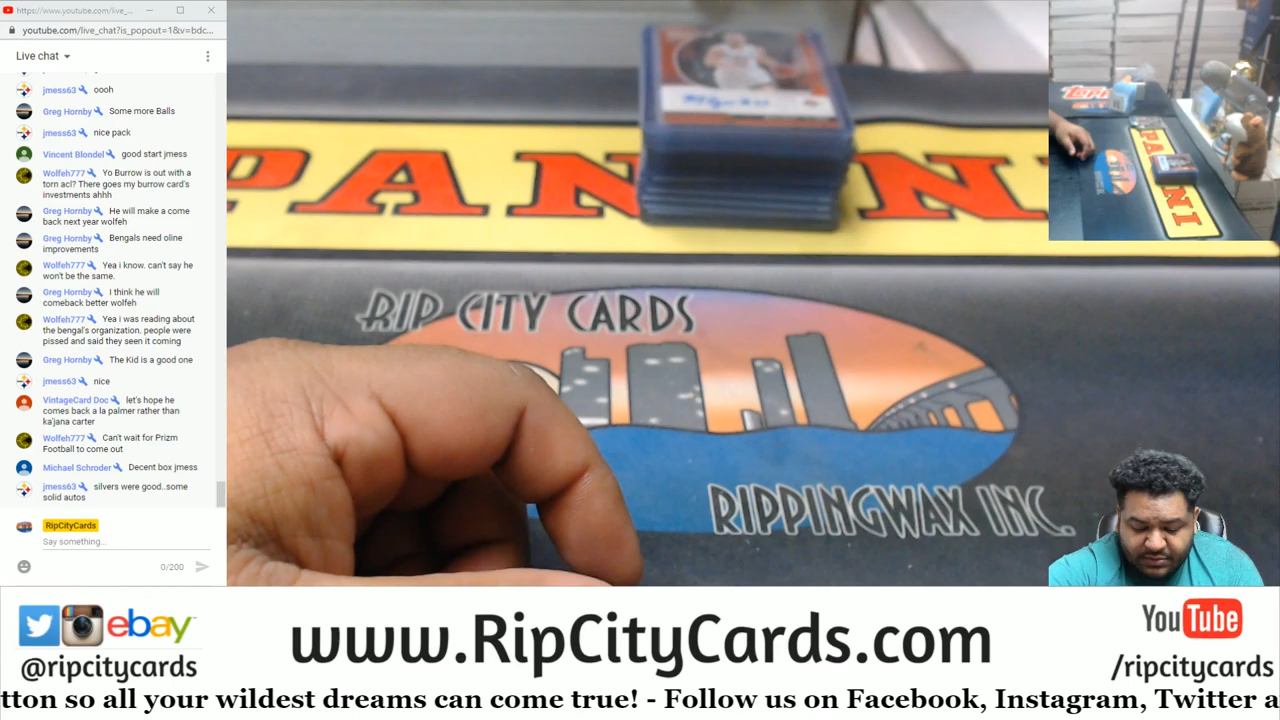 https://www.youtube.com/live_...
youtube.com/live_chat?is_popout=1&v=bdc...
Live chat
jmess63 oooh
Greg Hornby Some more Balls
jmess63 nice pack
Vincent Blondel good start jmess
Wolfeh777 Yo Burrow is out with a
torn acl? There goes my burrow card's
investments ahhh
Greg Hornby He will make a come
back next year wolfeh
Greg Hornby Bengals need oline
improvements
Wolfeh777 Yea i know. can't say he
won't be the same.
Greg Hornby I think he will
comeback better wolfeh
Wolfeh777 Yea i was reading about
the bengal's organization. people were
pissed and said they seen it coming
Greg Hornby The Kid is a good one
jmess63 nice
VintageCard Doc let's hope he
comes back a la palmer rather than
ka'jana carter
Wolfeh777 Can't wait for Prizm
Football to come out
Michael Schroder Decent box jmess
jmess63 silvers were good..some
solid autos
RipCityCards
Say something...
0/200
PANINI
RIP CITY CARDS
RIPPINGWAX INC.
TOPPS
PANINI
ebay
@ripcitycards
www.RipCityCards.com
YouTube
/ripcitycards
tton so all your wildest dreams can come true! - Follow us on Facebook, Instagram, Twitter a